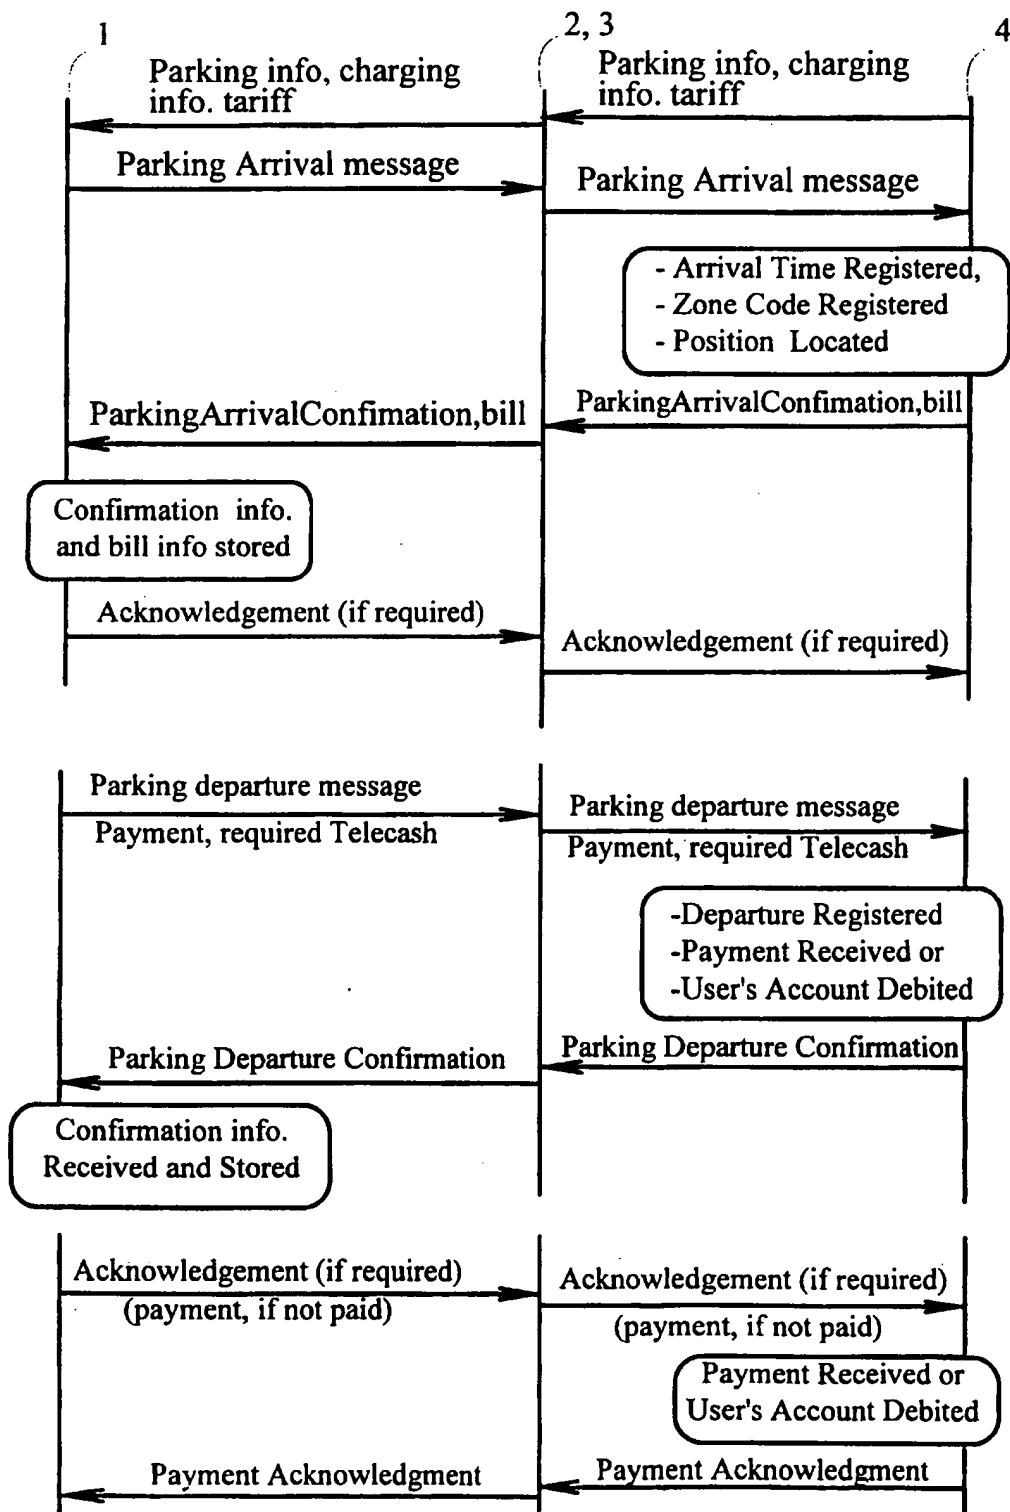 1
2, 3
4
Parking info, charging
info. tariff
Parking info, charging
info. tariff
Parking Arrival message
Parking Arrival message
- Arrival Time Registered,
- Zone Code Registered
- Position Located
ParkingArrivalConfimation,bill
ParkingArrivalConfimation,bill
Confirmation info.
and bill info stored
Acknowledgement (if required)
Acknowledgement (if required)
Parking departure message
Payment, required Telecash
Parking departure message
Payment, required Telecash
-Departure Registered
-Payment Received or
-User's Account Debited
Parking Departure Confirmation
Parking Departure Confirmation
Confirmation info.
Received and Stored
Acknowledgement (if required)
(payment, if not paid)
Acknowledgement (if required)
(payment, if not paid)
Payment Received or
User's Account Debited
Payment Acknowledgment
Payment Acknowledgment